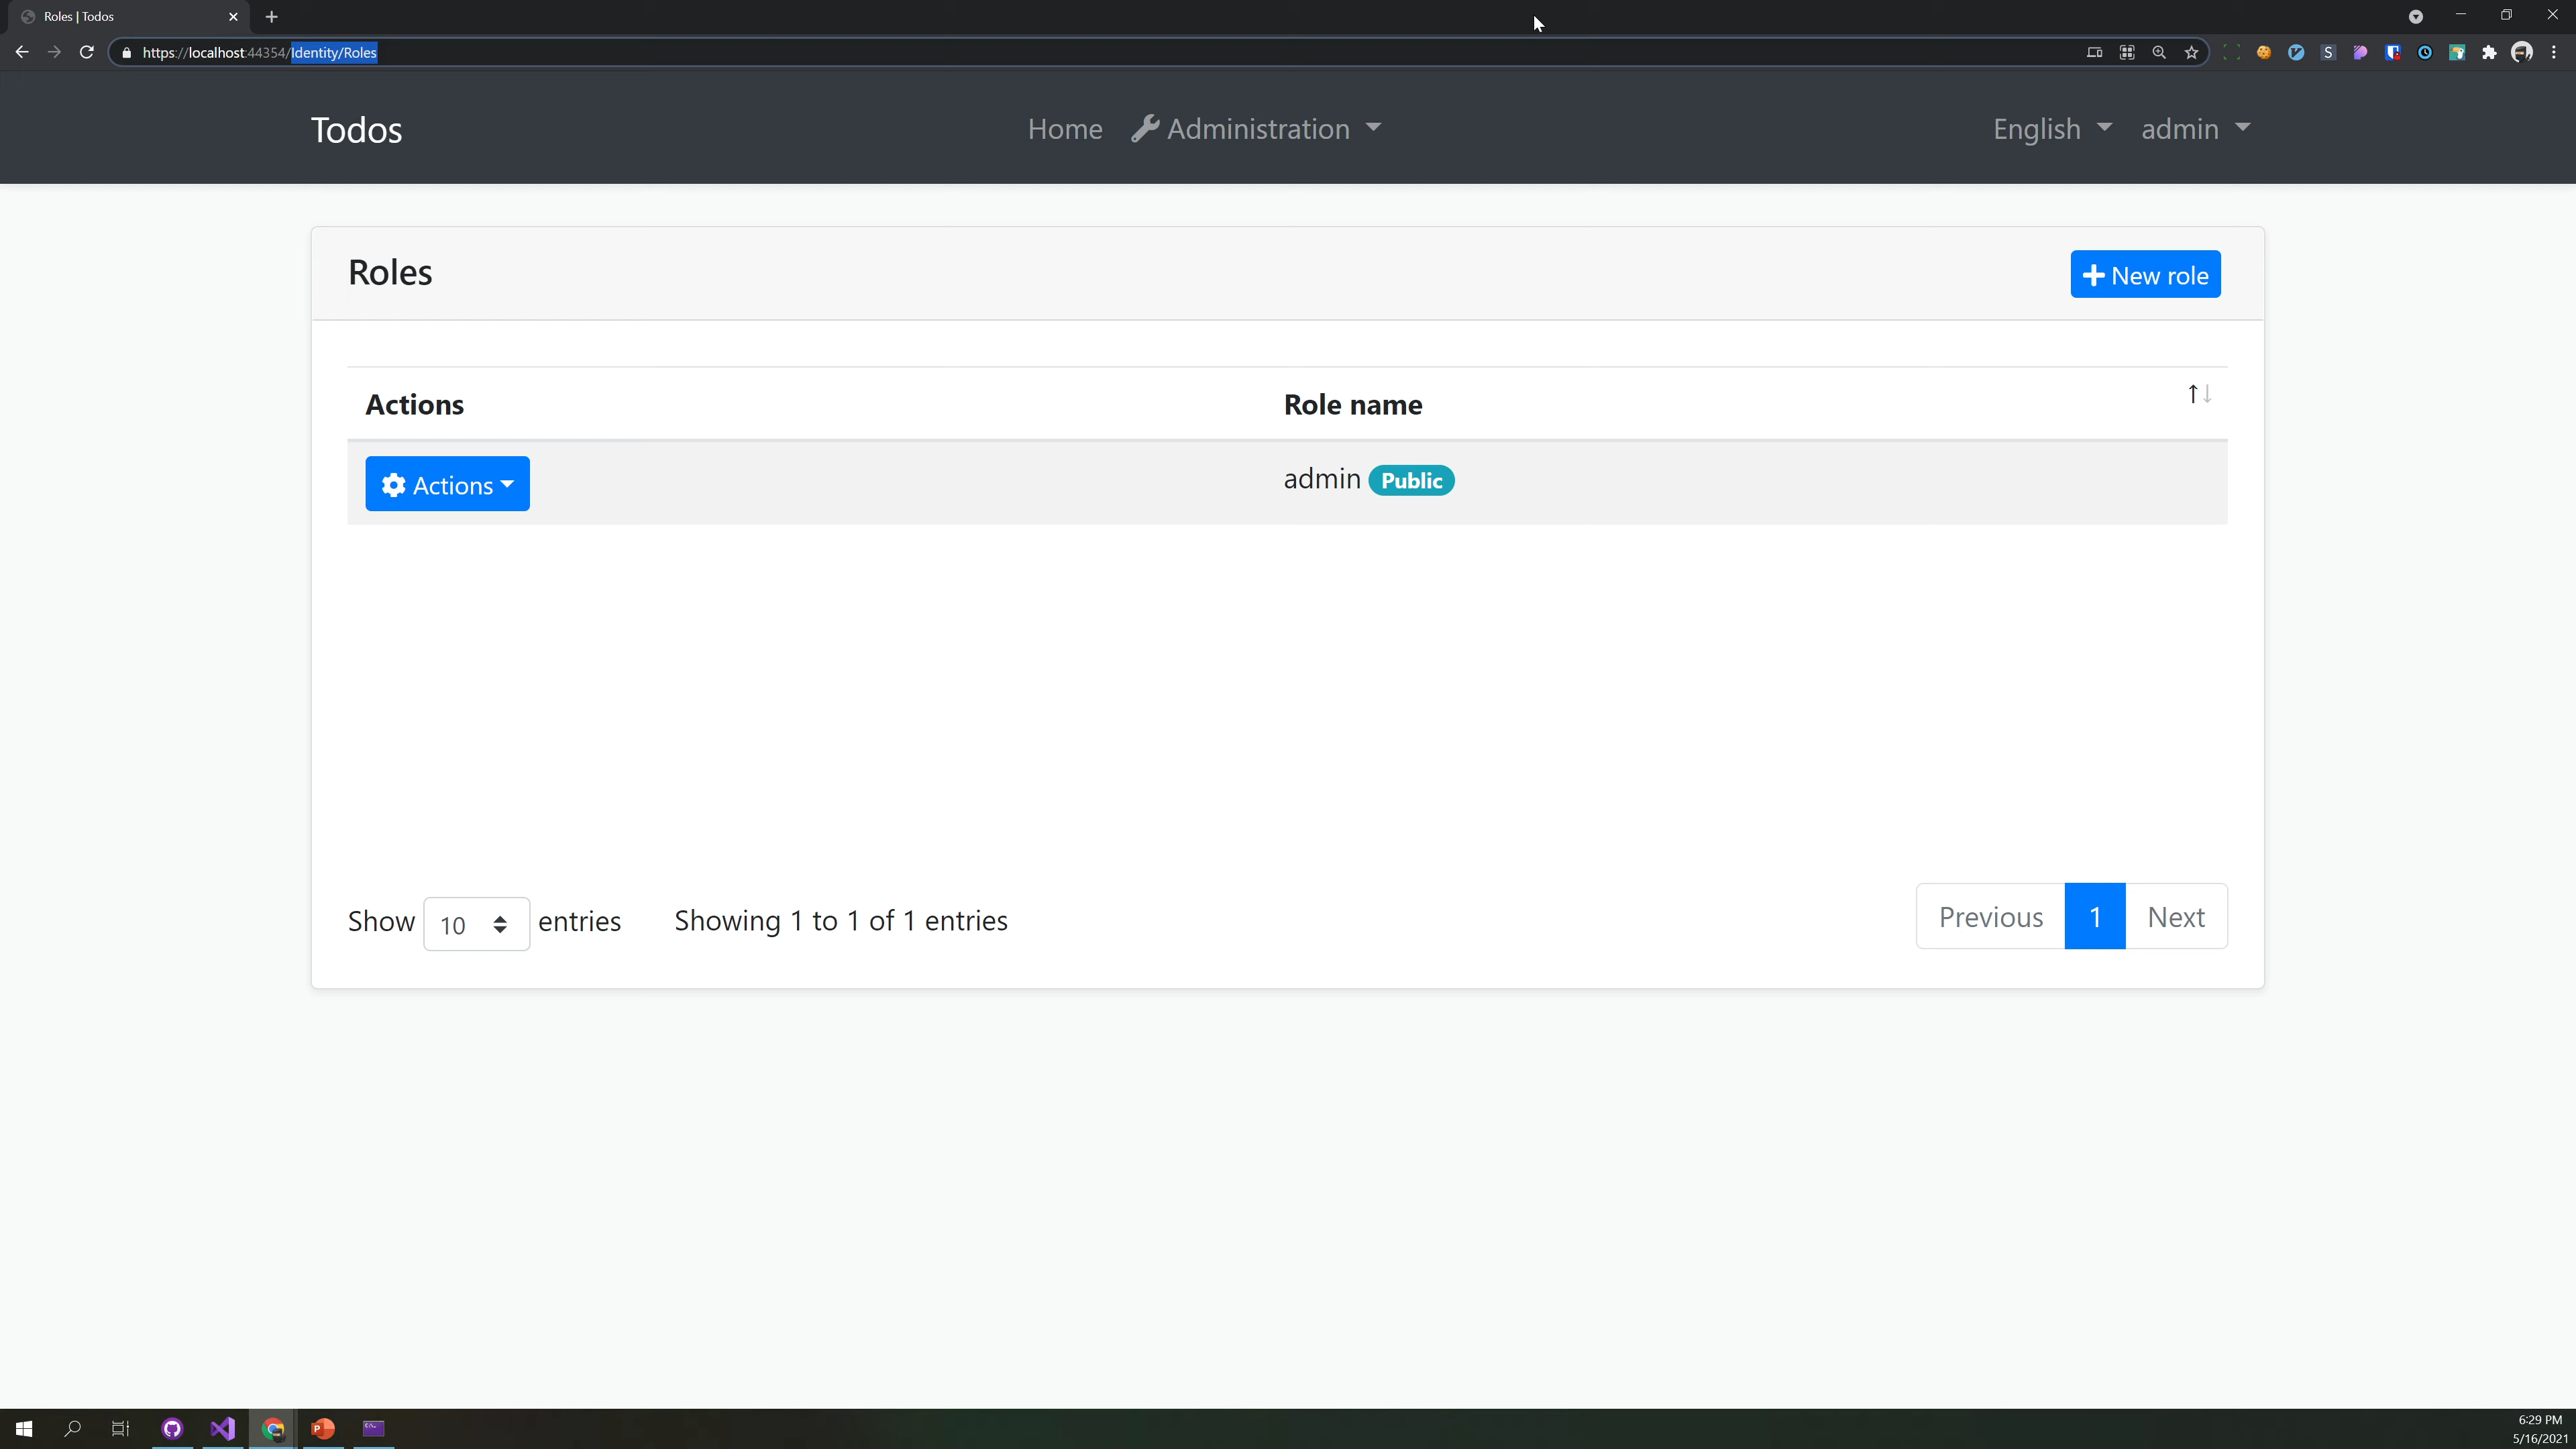 Roles | Todos
https://localhost:44354/Identity/Roles
Todos
Home
Administration
English
admin
Roles
New role
Actions
Role name
Actions
admin Public
Show 10 entries
Showing 1 to 1 of 1 entries
Previous 1 Next
6:29 PM
5/16/2021